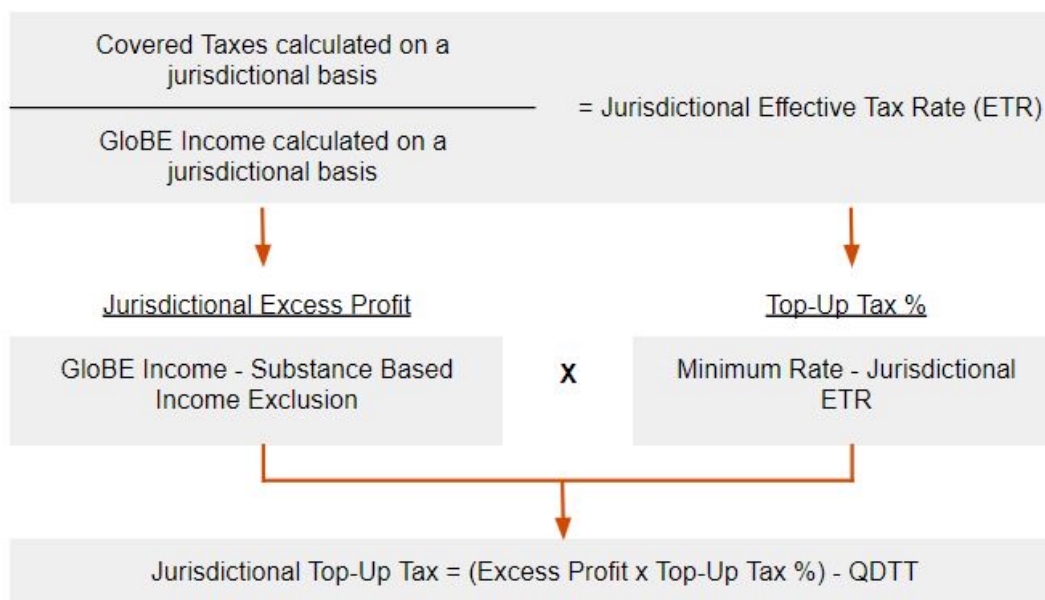 Covered Taxes calculated on a
jurisdictional basis
= Jurisdictional Effective Tax Rate (ETR)
GloBE Income calculated on a
jurisdictional basis
Jurisdictional Excess Profit
Top-Up Tax %
GloBE Income - Substance Based
Income Exclusion
X
Minimum Rate - Jurisdictional
ETR
Jurisdictional Top-Up Tax = (Excess Profit x Top-Up Tax %) - QDTT